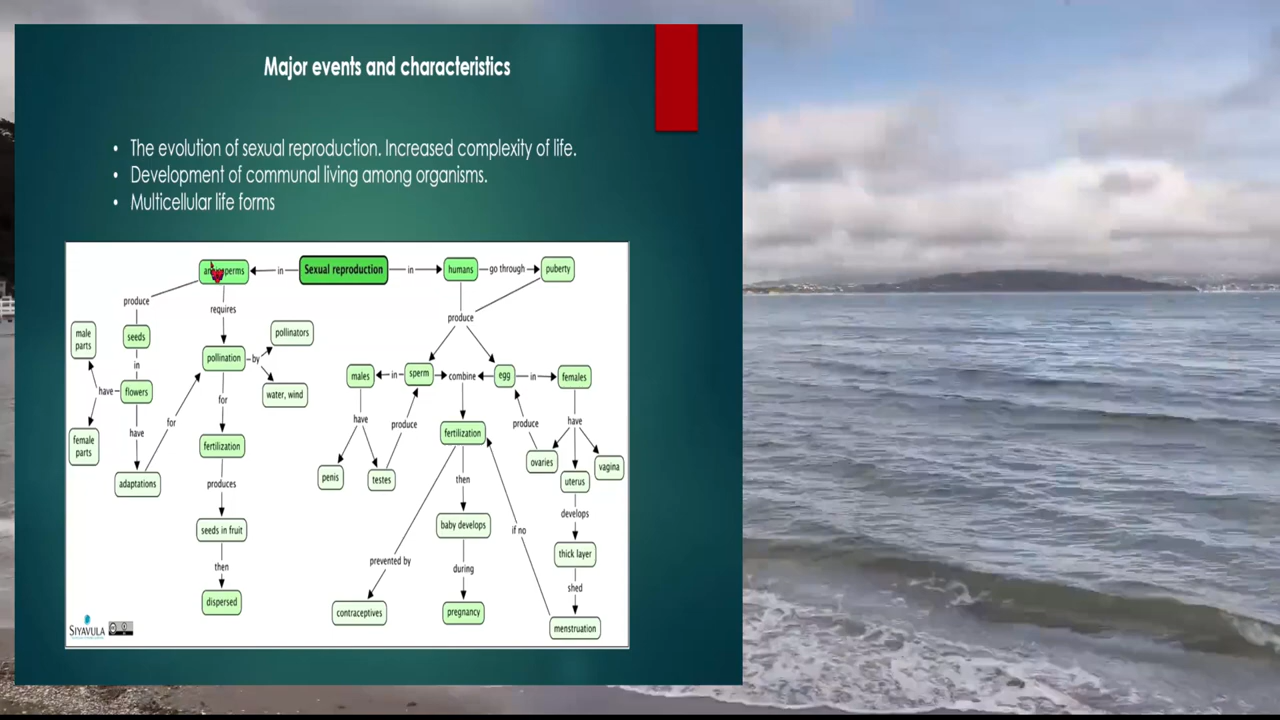 Major events and characteristics
• The evolution of sexual reproduction. Increased complexity of life.
• Development of communal living among organisms.
• Multicellular life forms
in
Sexual reproduction
in
humans
go through
puberty
produce
requires
produce
male
parts
seeds
pollinators
in
pollination
by
have
flowers
water, wind
males
in
sperm
combine
egg
in
females
for
for
have
have
produce
produce
have
female
parts
fertilization
fertilization
ovaries
vagina
adaptations
produces
penis
testes
then
uterus
develops
seeds in fruit
baby develops
if no
thick layer
then
prevented by
during
shed
dispersed
contraceptives
pregnancy
menstruation
SIYAVULA